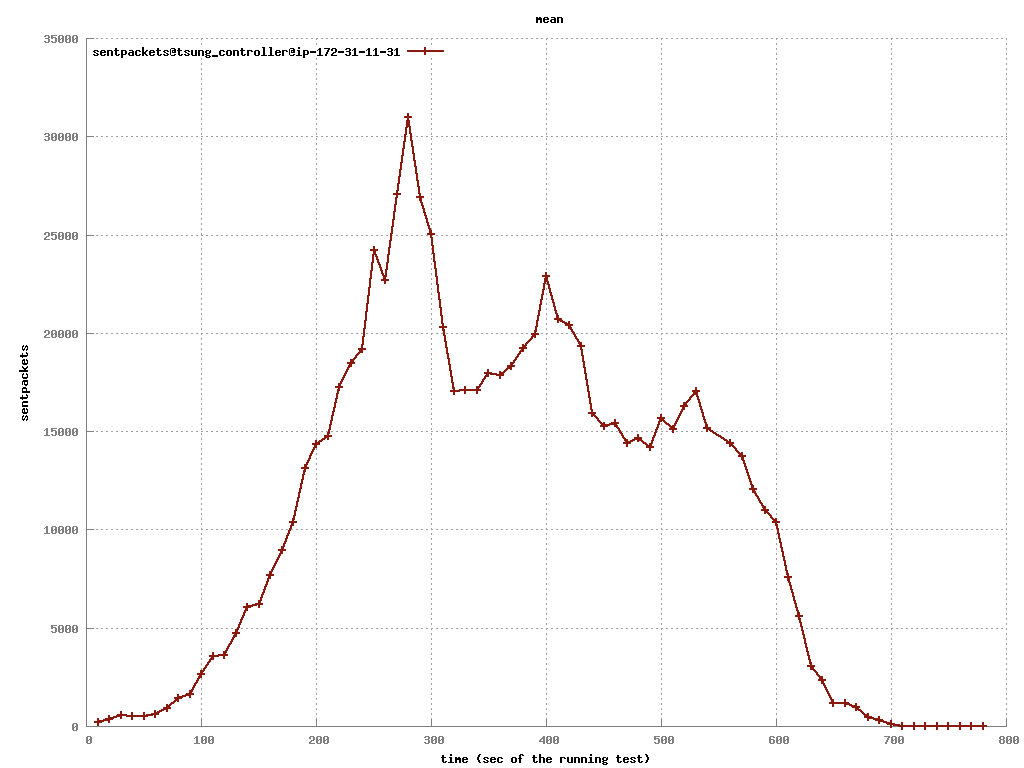 mean
35000
sentpackets@tsung_controller@ip-172-31-11-31
30000
25000
20000
sentpackets
15000
10000
5000
0
0 100 200 300 400 500 600 700 800
time (sec of the running test)